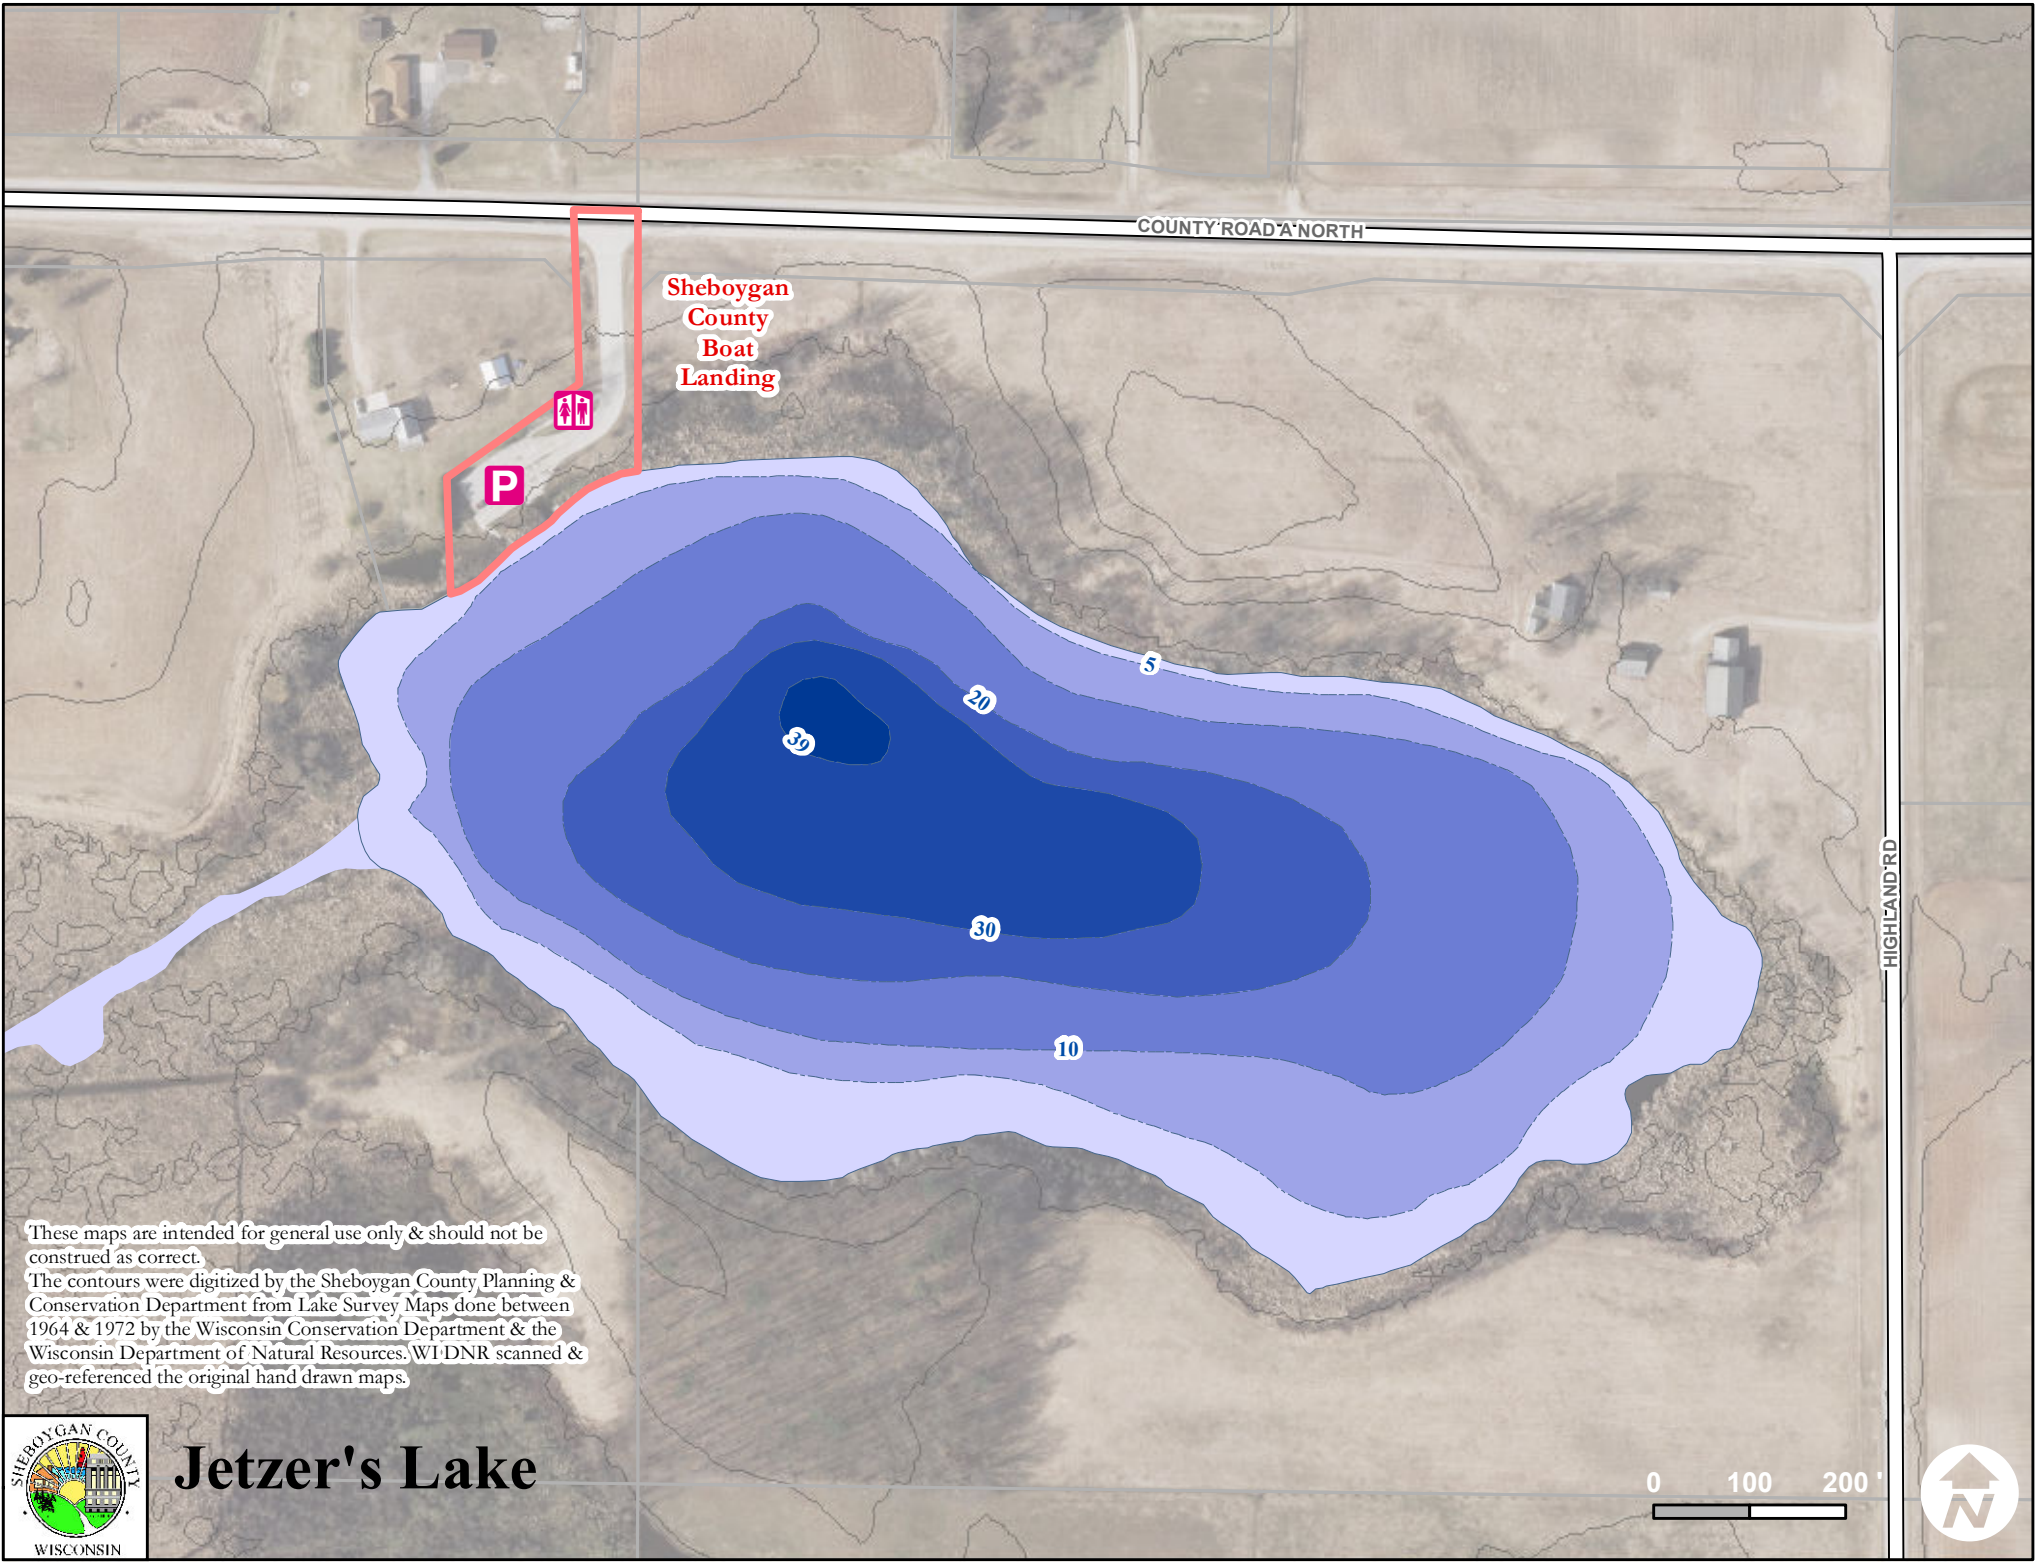 COUNTY ROAD A NORTH
Sheboygan
County
Boat
Landing
P
5
20
39
30
10
HIGHLAND RD
These maps are intended for general use only & should not be
construed as correct.
The contours were digitized by the Sheboygan County Planning &
Conservation Department from Lake Survey Maps done between
1964 & 1972 by the Wisconsin Conservation Department & the
Wisconsin Department of Natural Resources. WI DNR scanned &
geo-referenced the original hand drawn maps.
SHEBOYGAN COUNTY
WISCONSIN
Jetzer's Lake
0 100 200 '
N